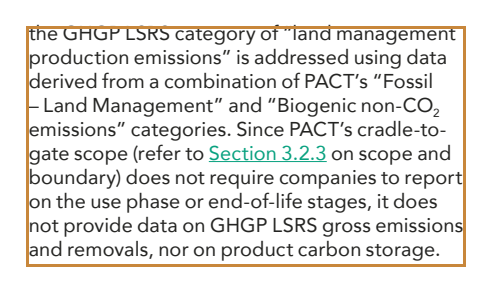 the GHGP LSRS category of “land management
production emissions” is addressed using data
derived from a combination of PACT’s “Fossil
– Land Management” and “Biogenic non-CO₂
emissions” categories. Since PACT’s cradle-to-
gate scope (refer to Section 3.2.3 on scope and
boundary) does not require companies to report
on the use phase or end-of-life stages, it does
not provide data on GHGP LSRS gross emissions
and removals, nor on product carbon storage.